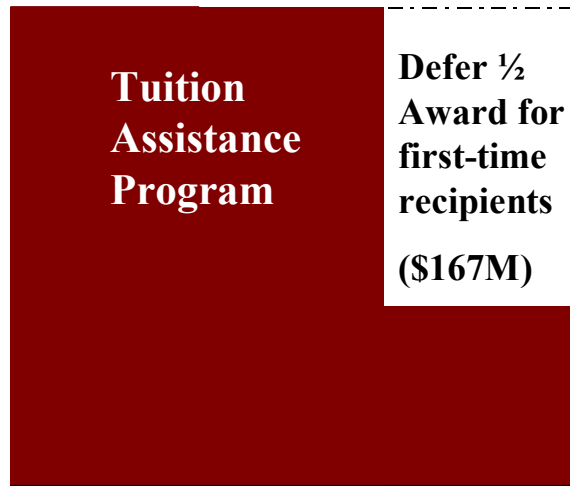 Tuition
Assistance
Program
Defer ½
Award for
first-time
recipients
($167M)